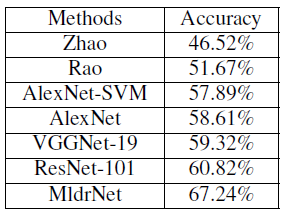 Methods Accuracy
Zhao 46.52%
Rao 51.67%
AlexNet-SVM 57.89%
AlexNet 58.61%
VGGNet-19 59.32%
ResNet-101 60.82%
MldrNet 67.24%